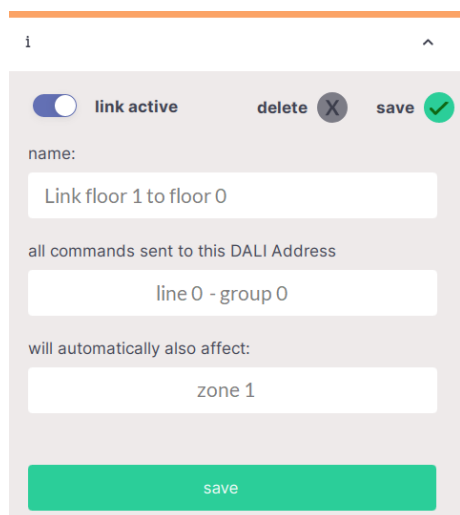 i
link active delete X save
name:
Link floor 1 to floor 0
all commands sent to this DALI Address
line 0 - group 0
will automatically also affect:
zone 1
save